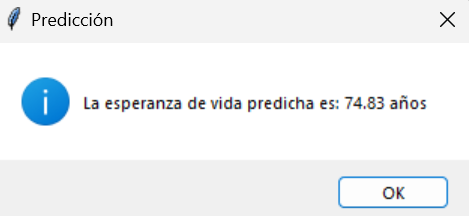 Predicción
La esperanza de vida predicha es: 74.83 años
OK